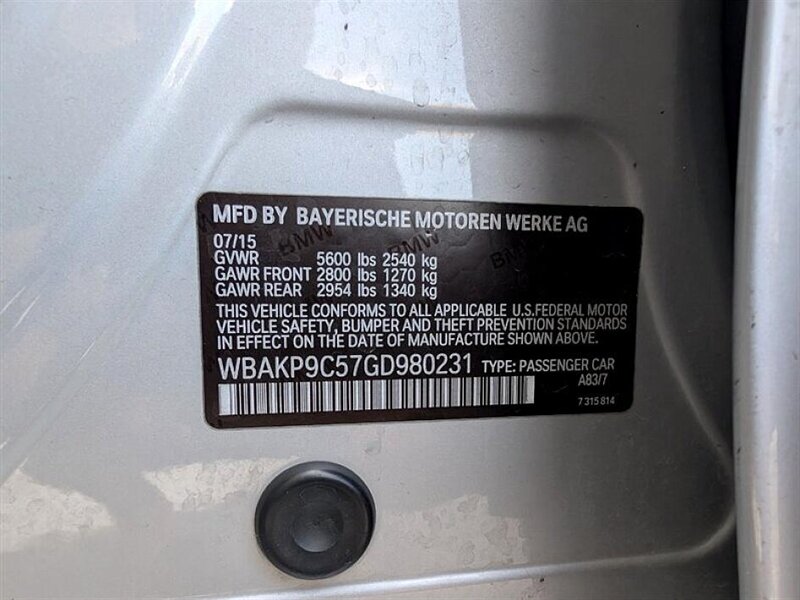 MFD BY BAYERISCHE MOTOREN WERKE AG
07/15
GVWR 5600 lbs 2540 kg
GAWR FRONT 2800 lbs 1270 kg
GAWR REAR 2954 lbs 1340 kg
THIS VEHICLE CONFORMS TO ALL APPLICABLE U.S.FEDERAL MOTOR
VEHICLE SAFETY, BUMPER AND THEFT PREVENTION STANDARDS
IN EFFECT ON THE DATE OF MANUFACTURE SHOWN ABOVE.
WBAKP9C57GD980231 TYPE: PASSENGER CAR
A83/7
7 315 814
BMW
BMW
BMW